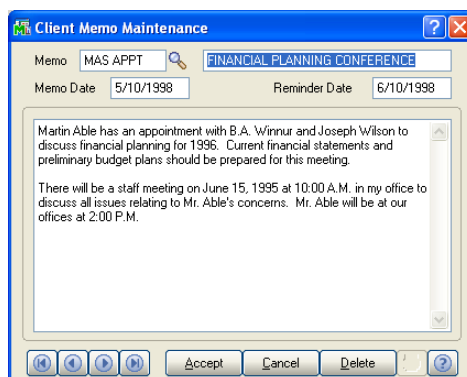 Client Memo Maintenance
Memo MAS APPT FINANCIAL PLANNING CONFERENCE
Memo Date 5/10/1998 Reminder Date 6/10/1998
Martin Able has an appointment with B.A. Winnur and Joseph Wilson to
discuss financial planning for 1996.  Current financial statements and
preliminary budget plans should be prepared for this meeting.
There will be a staff meeting on June 15, 1995 at 10:00 A.M. in my office to
discuss all issues relating to Mr. Able's concerns.  Mr. Able will be at our
offices at 2:00 P.M.
Accept Cancel Delete